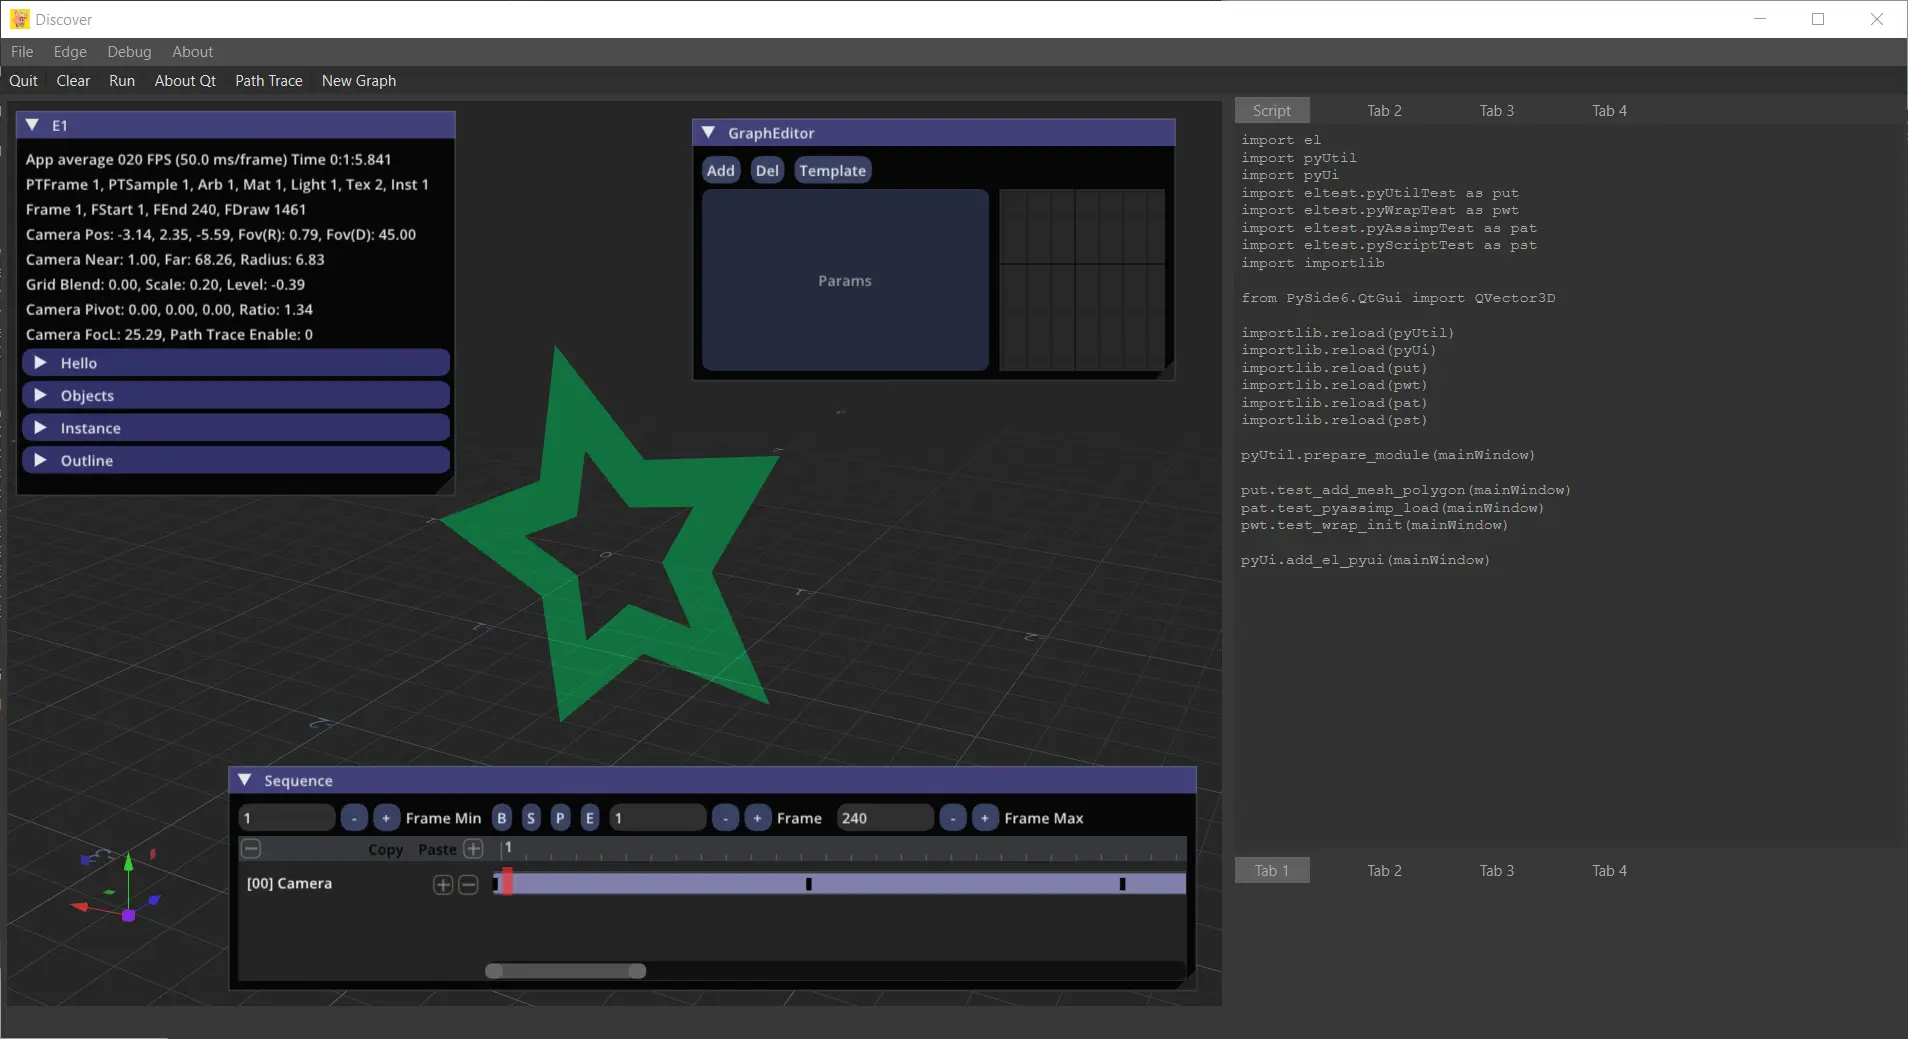 Discover
File Edge Debug About
Quit Clear Run About Qt Path Trace New Graph
E1
App average 020 FPS (50.0 ms/frame) Time 0:1:5.841
PTFrame 1, PTSample 1, Arb 1, Mat 1, Light 1, Tex 2, Inst 1
Frame 1, FStart 1, FEnd 240, FDraw 1461
Camera Pos: -3.14, 2.35, -5.59, Fov(R): 0.79, Fov(D): 45.00
Camera Near: 1.00, Far: 68.26, Radius: 6.83
Grid Blend: 0.00, Scale: 0.20, Level: -0.39
Camera Pivot: 0.00, 0.00, 0.00, Ratio: 1.34
Camera FocL: 25.29, Path Trace Enable: 0
Hello
Objects
Instance
Outline
GraphEditor
Add Del Template
Params
Sequence
1 - + Frame Min B S P E 1 - + Frame 240 - + Frame Max
Copy Paste 1
[00] Camera
Script Tab 2 Tab 3 Tab 4
import el
import pyUtil
import pyUi
import eltest.pyUtilTest as put
import eltest.pyWrapTest as pwt
import eltest.pyAssimpTest as pat
import eltest.pyScriptTest as pst
import importlib
from PySide6.QtGui import QVector3D
importlib.reload(pyUtil)
importlib.reload(pyUi)
importlib.reload(put)
importlib.reload(pwt)
importlib.reload(pat)
importlib.reload(pst)
pyUtil.prepare_module(mainWindow)
put.test_add_mesh_polygon(mainWindow)
pat.test_pyassimp_load(mainWindow)
pwt.test_wrap_init(mainWindow)
pyUi.add_el_pyui(mainWindow)
Tab 1 Tab 2 Tab 3 Tab 4